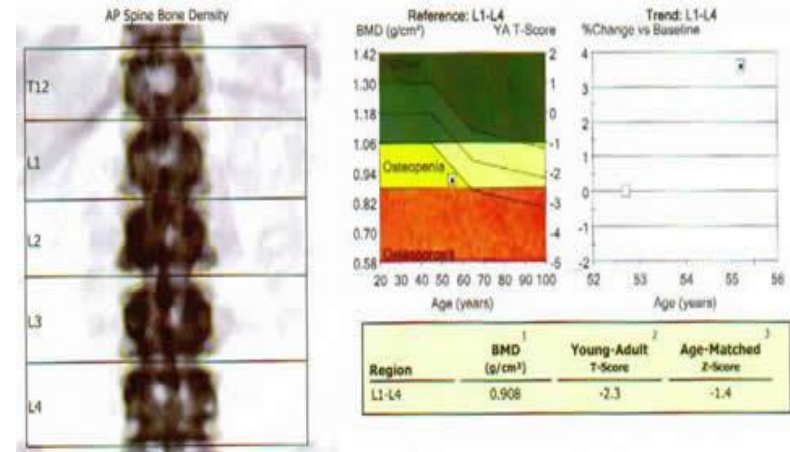 AP Spine Bone Density
T12
L1
L2
L3
L4
Reference: L1-L4
BMD (g/cm²) YA T-Score
1.42 2
1.30 1
1.18 0
1.06 -1
0.94 -2
0.82 -3
0.70 -4
0.58 -5
Osteopenia
Osteoporosis
20 30 40 50 60 70 80 90 100
Age (years)
Trend: L1-L4
%Change vs Baseline
4
3
2
1
0
-1
-2
52 53 54 55 56
Age (years)
1 2 3
BMD Young-Adult Age-Matched
Region (g/cm³) T-Score Z-Score
L1-L4 0.908 -2.3 -1.4